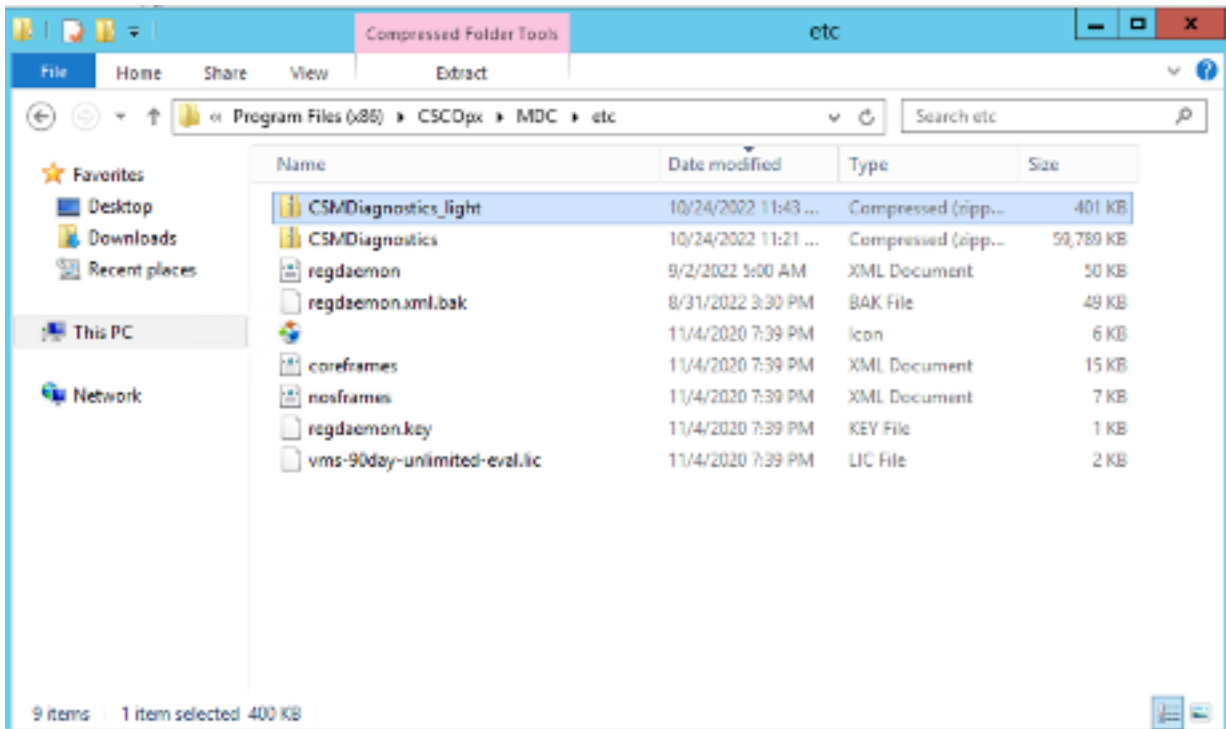 Compressed Folder Tools etc
File Home Share View Extract
« Program Files (x86) CSCOpx MDC etc Search etc
Name Date modified Type Size
Favorites
Desktop
Downloads
Recent places
This PC
Network
CSMDiagnostics_light 10/24/2022 11:43 ... Compressed (zipp... 401 KB
CSMDiagnostics 10/24/2022 11:21 ... Compressed (zipp... 59,789 KB
regdaemon 9/2/2022 5:00 AM XML Document 50 KB
regdaemon.xml.bak 8/31/2022 3:30 PM BAK File 49 KB
11/4/2020 7:39 PM Icon 6 KB
coreframes 11/4/2020 7:39 PM XML Document 15 KB
nosframes 11/4/2020 7:39 PM XML Document 7 KB
regdaemon.key 11/4/2020 7:39 PM KEY File 1 KB
vms-90day-unlimited-eval.lic 11/4/2020 7:39 PM LIC File 2 KB
9 items 1 item selected 400 KB